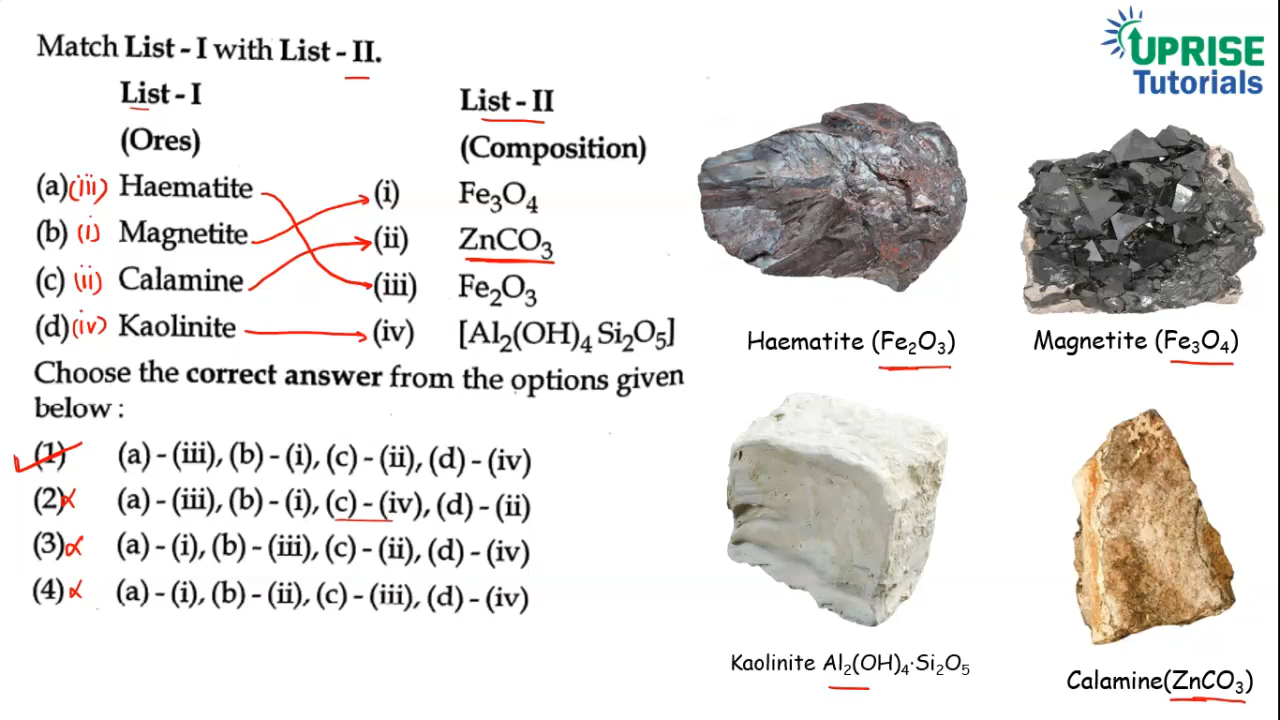 Match List - I with List - II.
List - I List - II
(Ores) (Composition)
(a)(iii) Haematite (i) Fe₃O₄
(b) (i) Magnetite (ii) ZnCO₃
(c) (ii) Calamine (iii) Fe₂O₃
(d)(iv) Kaolinite (iv) [Al₂(OH)₄ Si₂O₅]
Choose the correct answer from the options given
below :
(1) (a) - (iii), (b) - (i), (c) - (ii), (d) - (iv)
(2) (a) - (iii), (b) - (i), (c) - (iv), (d) - (ii)
(3) (a) - (i), (b) - (iii), (c) - (ii), (d) - (iv)
(4) (a) - (i), (b) - (ii), (c) - (iii), (d) - (iv)
UPRISE
Tutorials
Haematite (Fe₂O₃)
Magnetite (Fe₃O₄)
Kaolinite Al₂(OH)₄·Si₂O₅
Calamine(ZnCO₃)